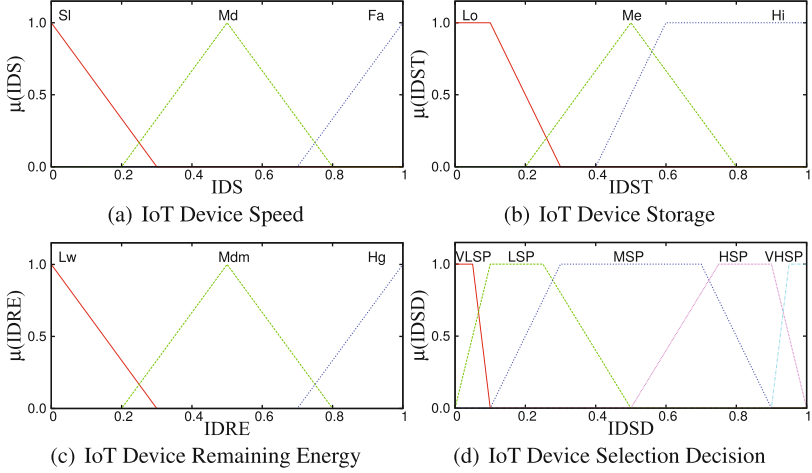 Sl Md Fa
1.0
0.5
0.0
μ(IDS)
0 0.2 0.4 0.6 0.8 1
IDS
(a) IoT Device Speed
Lo Me Hi
1.0
0.5
0.0
μ(IDST)
0 0.2 0.4 0.6 0.8 1
IDST
(b) IoT Device Storage
Lw Mdm Hg
1.0
0.5
0.0
μ(IDRE)
0 0.2 0.4 0.6 0.8 1
IDRE
(c) IoT Device Remaining Energy
VLSP LSP MSP HSP VHSP
1.0
0.5
0.0
μ(IDSD)
0 0.2 0.4 0.6 0.8 1
IDSD
(d) IoT Device Selection Decision